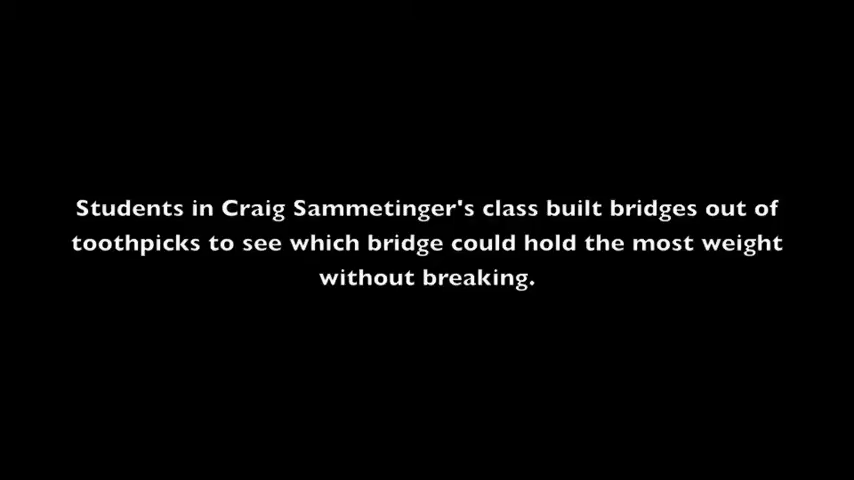 Students in Craig Sammetinger's class built bridges out of
toothpicks to see which bridge could hold the most weight
without breaking.